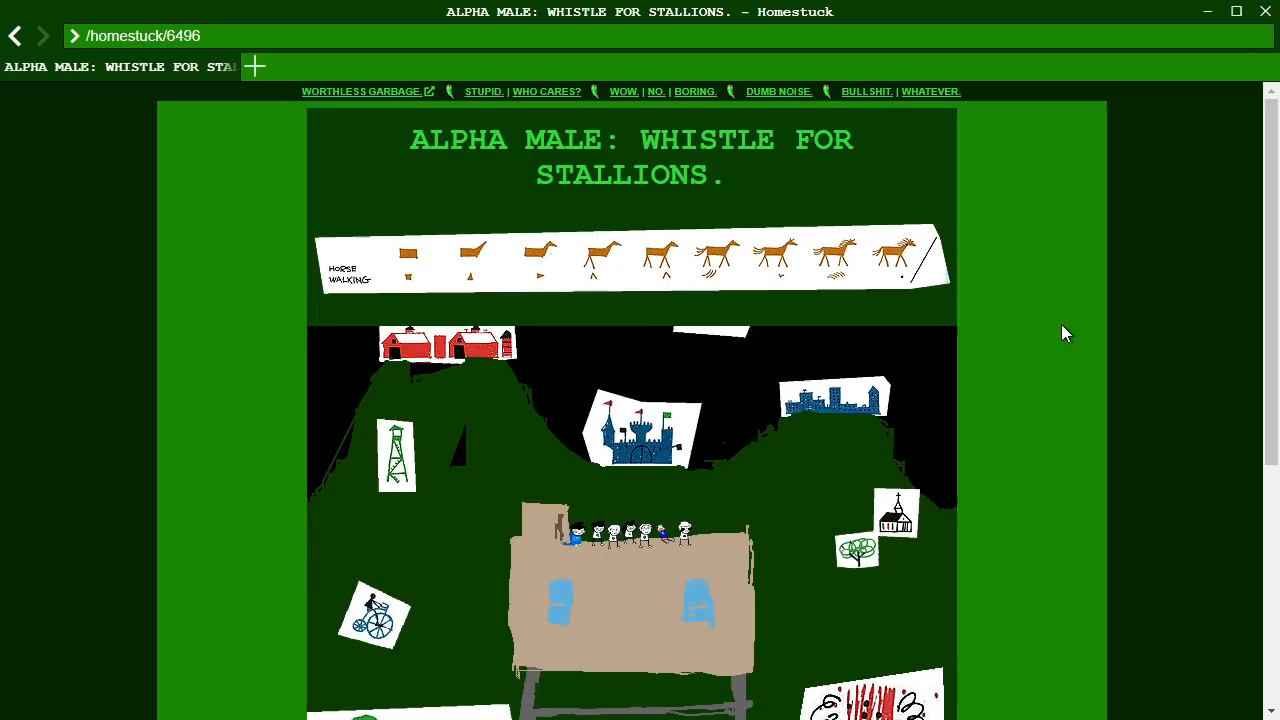 ALPHA MALE: WHISTLE FOR STALLIONS. - Homestuck
/homestuck/6496
ALPHA MALE: WHISTLE FOR STAL
WORTHLESS GARBAGE. STUPID. | WHO CARES? WOW. | NO. | BORING. DUMB NOISE. BULLSHIT. | WHATEVER.
ALPHA MALE: WHISTLE FOR
STALLIONS.
HORSE
WALKING